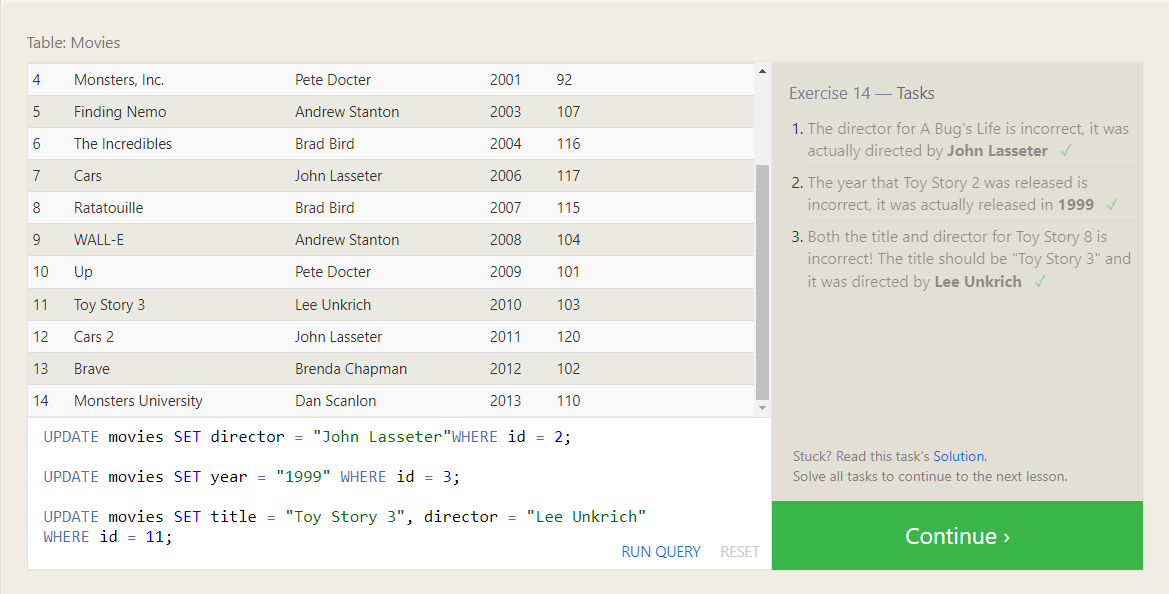 Table: Movies
4 Monsters, Inc. Pete Docter 2001 92
5 Finding Nemo Andrew Stanton 2003 107
6 The Incredibles Brad Bird 2004 116
7 Cars John Lasseter 2006 117
8 Ratatouille Brad Bird 2007 115
9 WALL-E Andrew Stanton 2008 104
10 Up Pete Docter 2009 101
11 Toy Story 3 Lee Unkrich 2010 103
12 Cars 2 John Lasseter 2011 120
13 Brave Brenda Chapman 2012 102
14 Monsters University Dan Scanlon 2013 110
UPDATE movies SET director = "John Lasseter"WHERE id = 2;
UPDATE movies SET year = "1999" WHERE id = 3;
UPDATE movies SET title = "Toy Story 3", director = "Lee Unkrich"
WHERE id = 11;
RUN QUERY RESET
Exercise 14 — Tasks
1. The director for A Bug's Life is incorrect, it was
actually directed by John Lasseter ✓
2. The year that Toy Story 2 was released is
incorrect, it was actually released in 1999 ✓
3. Both the title and director for Toy Story 8 is
incorrect! The title should be "Toy Story 3" and
it was directed by Lee Unkrich ✓
Stuck? Read this task's Solution.
Solve all tasks to continue to the next lesson.
Continue ›